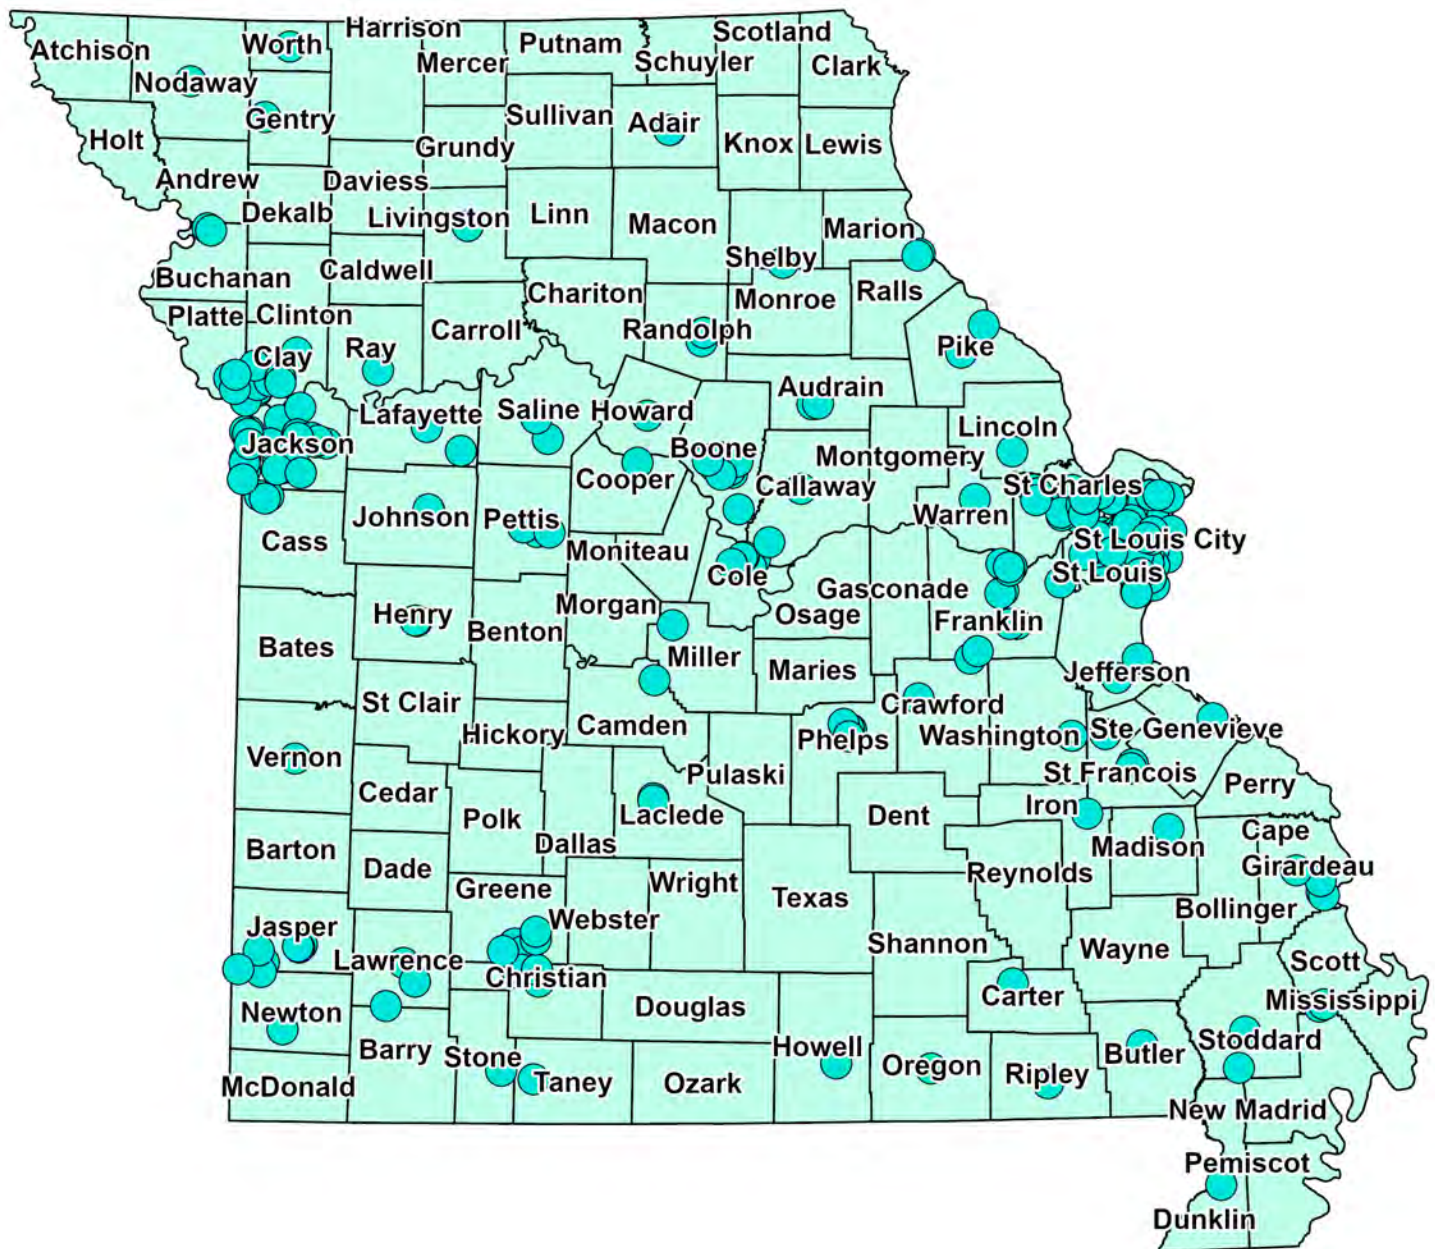 Harrison
Scotland
Atchison
Worth
Putnam
Mercer
Schuyler
Clark
Nodaway
Gentry
Sullivan
Adair
Holt
Grundy
Knox
Lewis
Andrew
Daviess
Dekalb
Livingston
Linn
Macon
Marion
Shelby
Buchanan
Caldwell
Chariton
Monroe
Ralls
Platte
Clinton
Carroll
Randolph
Clay
Ray
Pike
Audrain
Lafayette
Saline
Howard
Lincoln
Jackson
Boone
Montgomery
Cooper
Callaway
St Charles
Johnson
Pettis
Warren
Cass
Moniteau
St Louis City
Cole
St Louis
Gasconade
Henry
Morgan
Osage
Franklin
Benton
Bates
Miller
Maries
Jefferson
St Clair
Crawford
Camden
Hickory
Phelps
Washington
Ste Genevieve
Vernon
Pulaski
St Francois
Perry
Cedar
Iron
Polk
Laclede
Dent
Cape
Girardeau
Barton
Dallas
Madison
Dade
Reynolds
Greene
Wright
Texas
Bollinger
Jasper
Webster
Shannon
Wayne
Lawrence
Scott
Christian
Carter
Mississippi
Newton
Douglas
Stoddard
Barry
Stone
Howell
Oregon
Ripley
Butler
McDonald
Taney
Ozark
New Madrid
Pemiscot
Dunklin